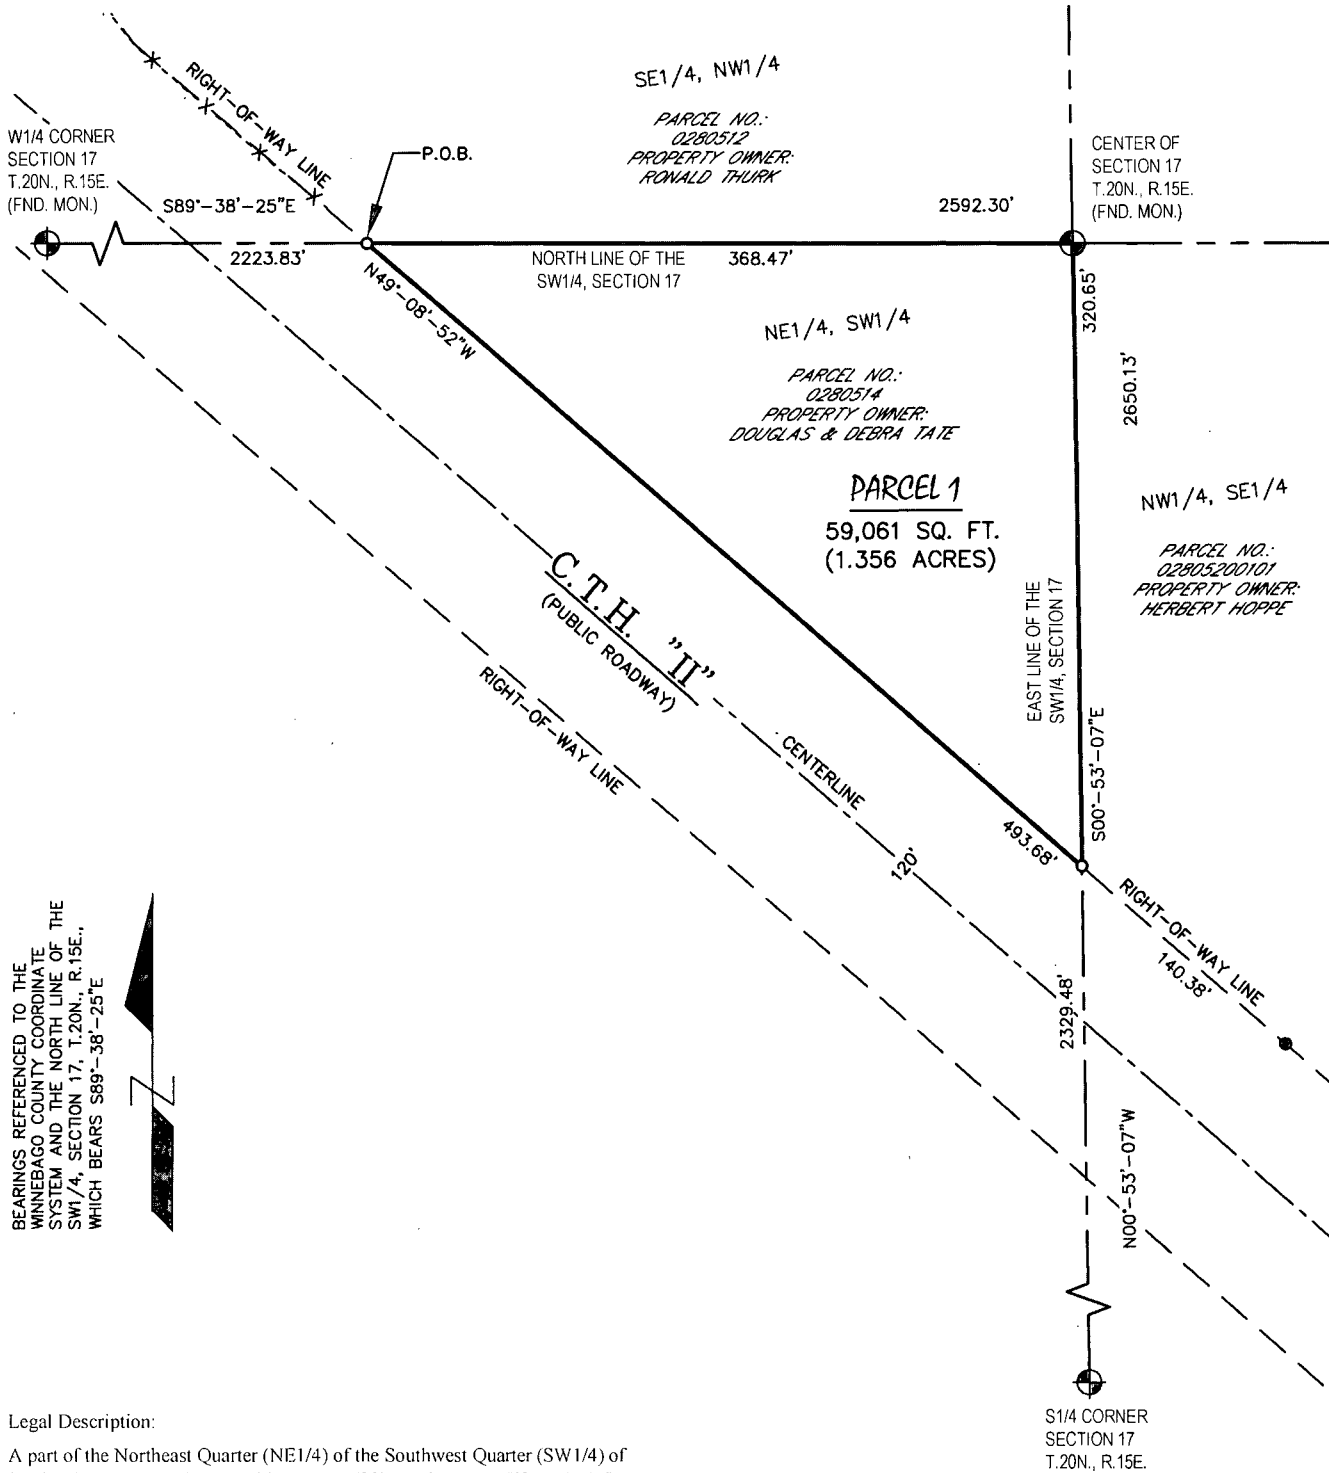 SE1/4, NW1/4
PARCEL NO.:
0280512
PROPERTY OWNER:
RONALD THURK
RIGHT-OF-WAY LINE
W1/4 CORNER
SECTION 17
T.20N., R.15E.
(FND. MON.)
P.O.B.
CENTER OF
SECTION 17
T.20N., R.15E.
(FND. MON.)
S89°-38'-25"E
2592.30'
2223.83'
NORTH LINE OF THE
SW1/4, SECTION 17
368.47'
N49°-08'-52"W
320.65'
2650.13'
NE1/4, SW1/4
PARCEL NO.:
0280514
PROPERTY OWNER:
DOUGLAS & DEBRA TATE
PARCEL 1
59,061 SQ. FT.
(1.356 ACRES)
NW1/4, SE1/4
PARCEL NO.:
02805200101
PROPERTY OWNER:
HERBERT HOPPE
C.T.H. "II"
(PUBLIC ROADWAY)
EAST LINE OF THE
SW1/4, SECTION 17
RIGHT-OF-WAY LINE
CENTERLINE
S00°-53'-07"E
493.68'
120'
RIGHT-OF-WAY LINE
140.38'
2329.48'
N00°-53'-07"W
BEARINGS REFERENCED TO THE
WINNEBAGO COUNTY COORDINATE
SYSTEM AND THE NORTH LINE OF THE
SW1/4, SECTION 17, T.20N., R.15E.,
WHICH BEARS S89°-38'-25"E
Z
S1/4 CORNER
SECTION 17
T.20N., R.15E.
Legal Description:
A part of the Northeast Quarter (NE1/4) of the Southwest Quarter (SW1/4) of